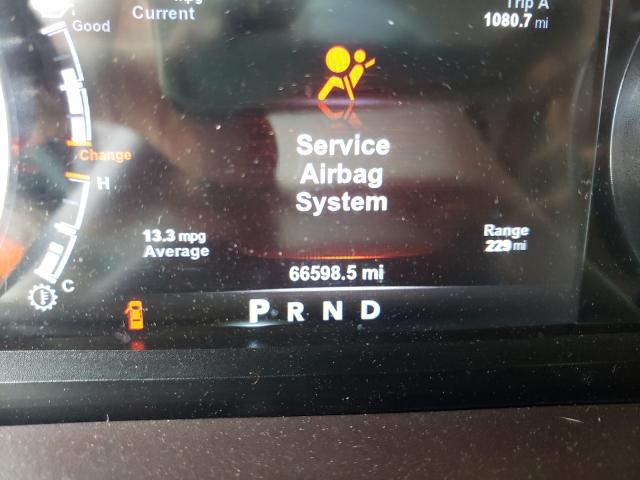 mpg
Current
Good
Trip A
1080.7 mi
Change
H
Service
Airbag
System
13.3 mpg
Average
Range
229 mi
66598.5 mi
C
P R N D